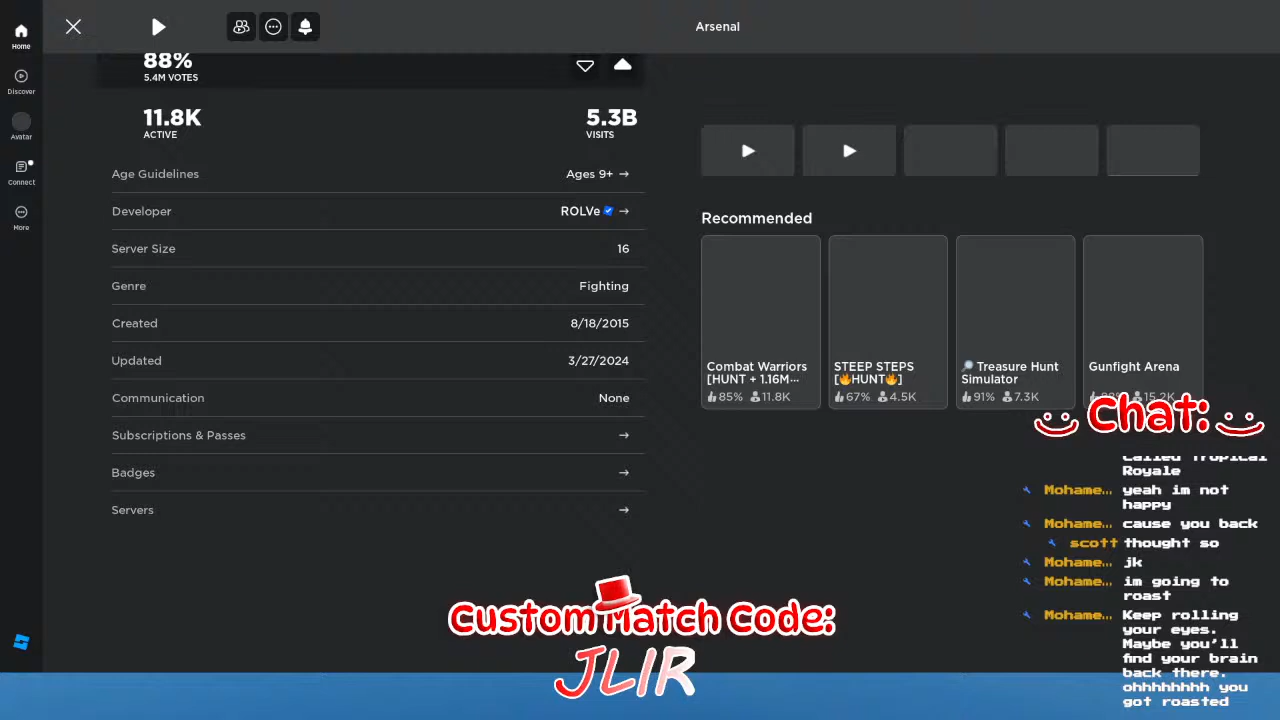 Arsenal
Home
Discover
Avatar
Connect
More
88%
5.4M VOTES
11.8K
ACTIVE
5.3B
VISITS
Age Guidelines Ages 9+ →
Developer ROLVe →
Server Size 16
Genre Fighting
Created 8/18/2015
Updated 3/27/2024
Communication None
Subscriptions & Passes →
Badges →
Servers →
Recommended
Combat Warriors
[HUNT + 1.16M...
85% 11.8K
STEEP STEPS
[🔥HUNT🔥]
67% 4.5K
🔎 Treasure Hunt
Simulator
91% 7.3K
Gunfight Arena
15.2K
Chat:
Called Tropical
Royale
Mohame... yeah im not
happy
Mohame... cause you back
scott thought so
Mohame... jk
Mohame... im going to
roast
Mohame... Keep rolling
your eyes.
Maybe you'll
find your brain
back there.
ohhhhhhhh you
got roasted
Custom Match Code:
JLIR